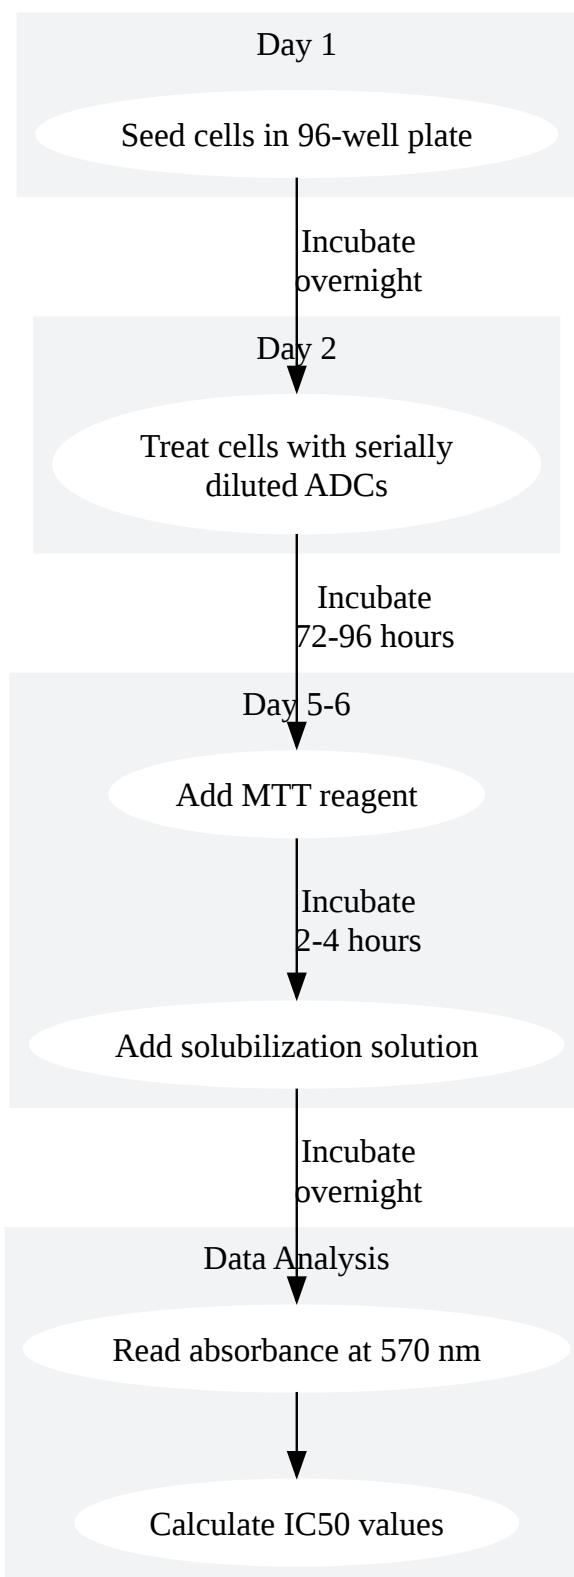 Day 1
Seed cells in 96-well plate
Incubate
overnight
Day 2
Treat cells with serially
diluted ADCs
Incubate
72-96 hours
Day 5-6
Add MTT reagent
Incubate
2-4 hours
Add solubilization solution
Incubate
overnight
Data Analysis
Read absorbance at 570 nm
Calculate IC50 values